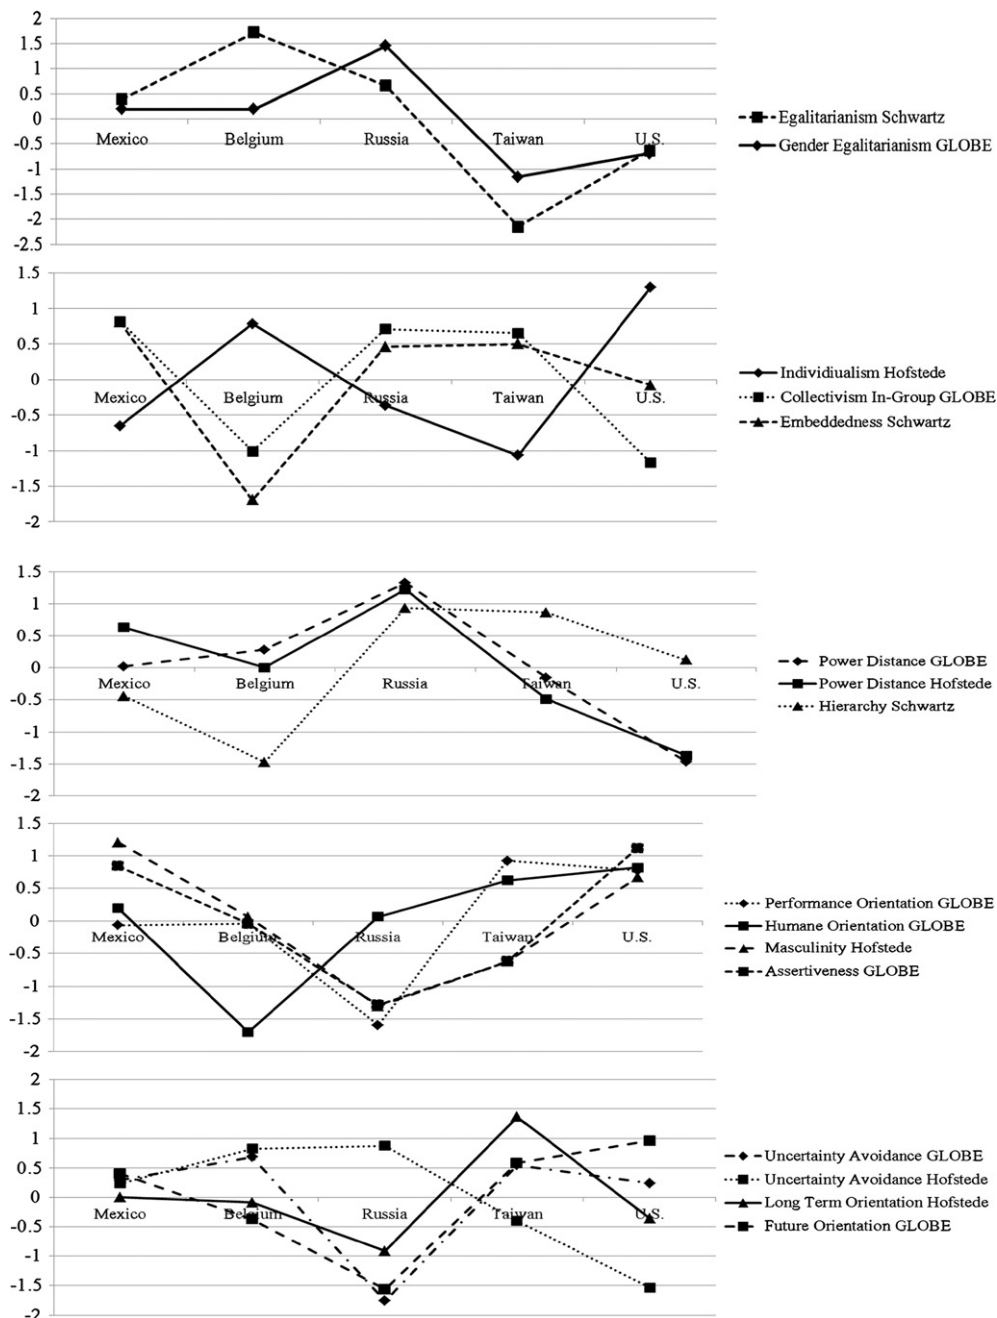 2
1.5
1
0.5
0
-0.5
-1
-1.5
-2
-2.5
Mexico Belgium Russia Taiwan U.S.
Egalitarianism Schwartz
Gender Egalitarianism GLOBE
1.5
1
0.5
0
-0.5
-1
-1.5
-2
Mexico Belgium Russia Taiwan U.S.
Individiualism Hofstede
Collectivism In-Group GLOBE
Embeddedness Schwartz
1.5
1
0.5
0
-0.5
-1
-1.5
-2
Mexico Belgium Russia Taiwan U.S.
Power Distance GLOBE
Power Distance Hofstede
Hierarchy Schwartz
1.5
1
0.5
0
-0.5
-1
-1.5
-2
Mexico Belgium Russia Taiwan U.S.
Performance Orientation GLOBE
Humane Orientation GLOBE
Masculinity Hofstede
Assertiveness GLOBE
2
1.5
1
0.5
0
-0.5
-1
-1.5
-2
Mexico Belgium Russia Taiwan U.S.
Uncertainty Avoidance GLOBE
Uncertainty Avoidance Hofstede
Long Term Orientation Hofstede
Future Orientation GLOBE